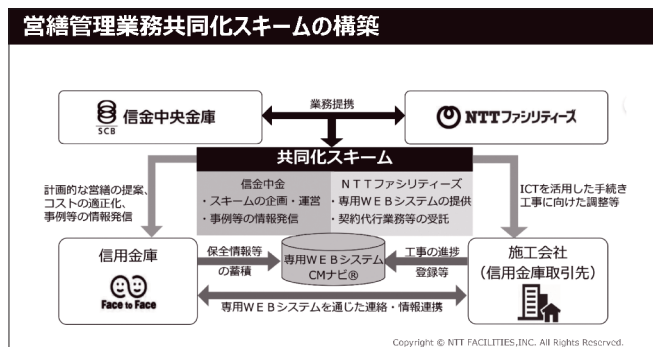 営繕管理業務共同化スキームの構築
業務提携
SCB
信金中央金庫
NTTファシリティーズ
共同化スキーム
信金中金
・スキームの企画・運営
・事例等の情報発信
NTTファシリティーズ
・専用WEBシステムの提供
・契約代行業務等の受託
計画的な営繕の提案、
コストの適正化、
事例等の情報発信
ICTを活用した手続き
工事に向けた調整等
信用金庫
Face to Face
保全情報等
の蓄積
専用WEBシステム
CMナビ®
工事の進捗
登録等
施工会社
(信用金庫取引先)
専用WEBシステムを通じた連絡・情報連携
Copyright © NTT FACILITIES,INC. All Rights Reserved.